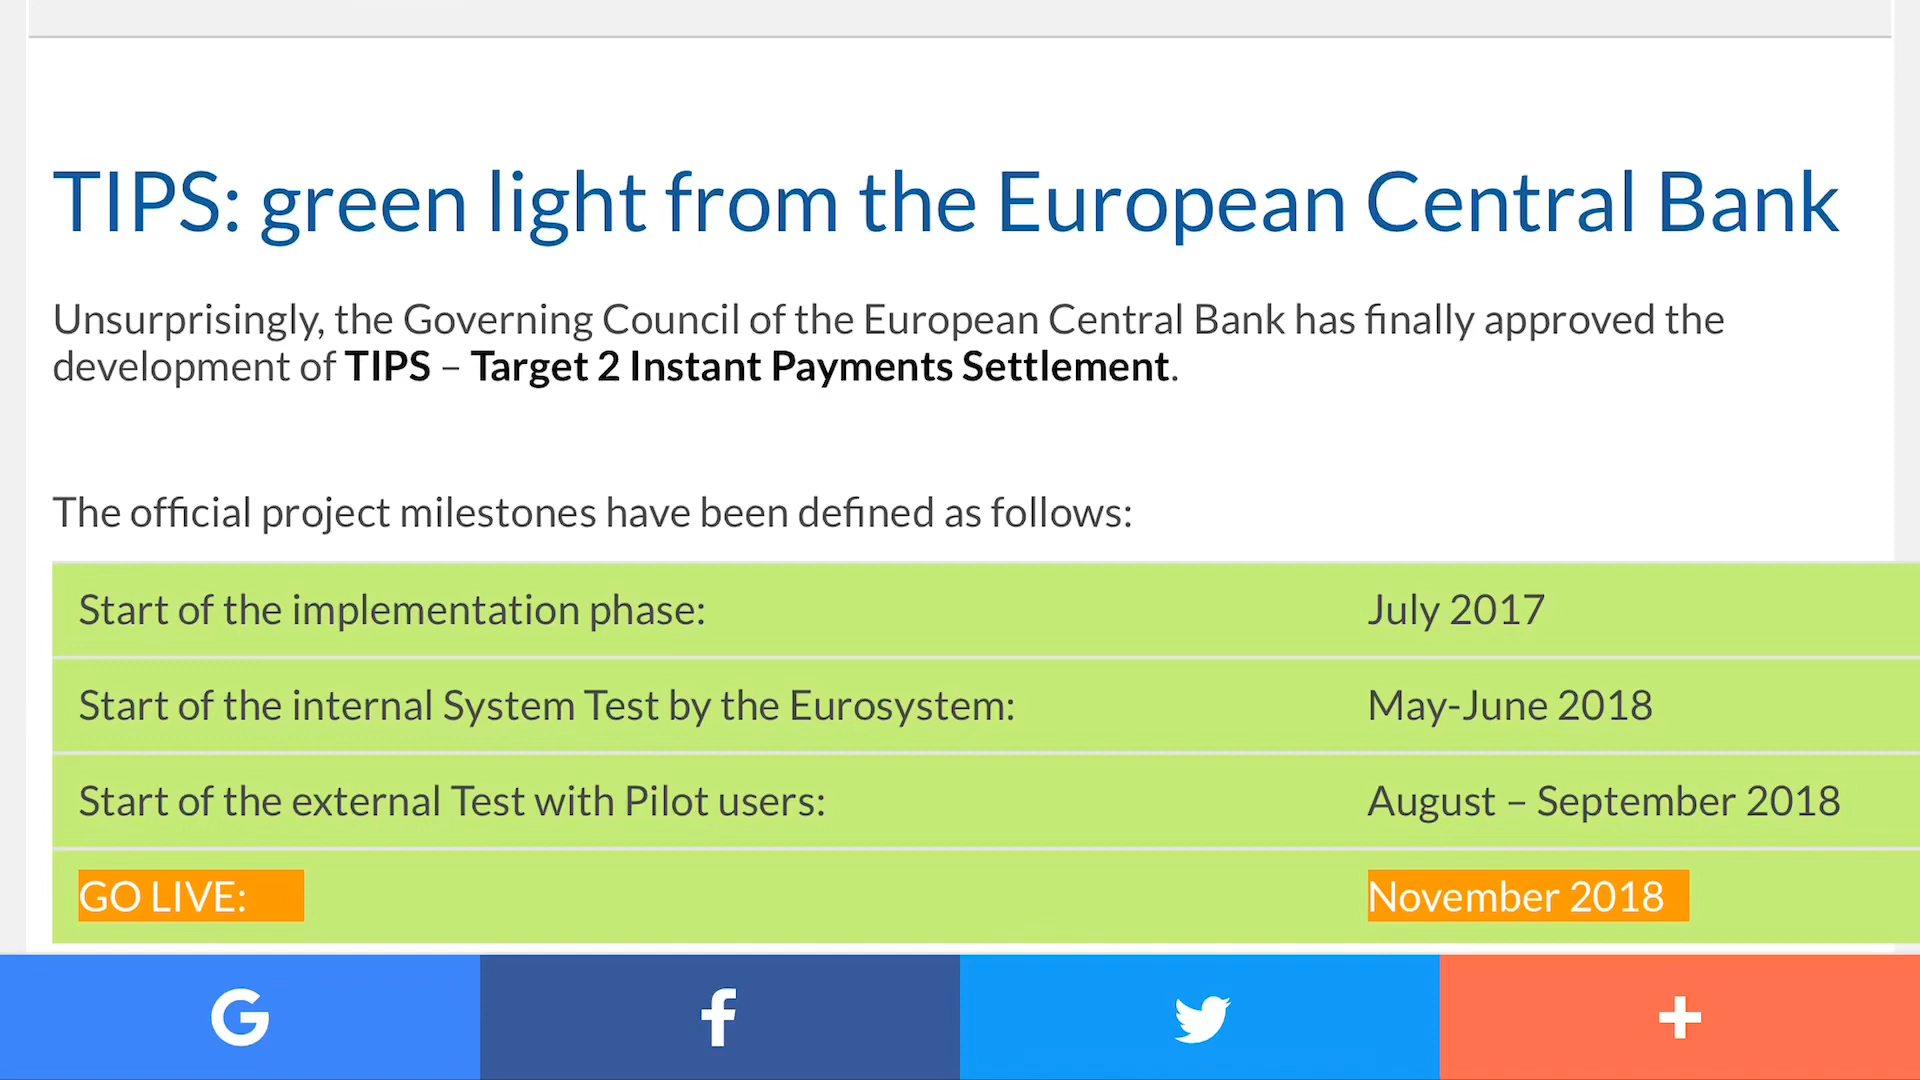 TIPS: green light from the European Central Bank
Unsurprisingly, the Governing Council of the European Central Bank has finally approved the
development of TIPS – Target 2 Instant Payments Settlement.
The official project milestones have been defined as follows:
Start of the implementation phase: July 2017
Start of the internal System Test by the Eurosystem: May-June 2018
Start of the external Test with Pilot users: August – September 2018
GO LIVE: November 2018